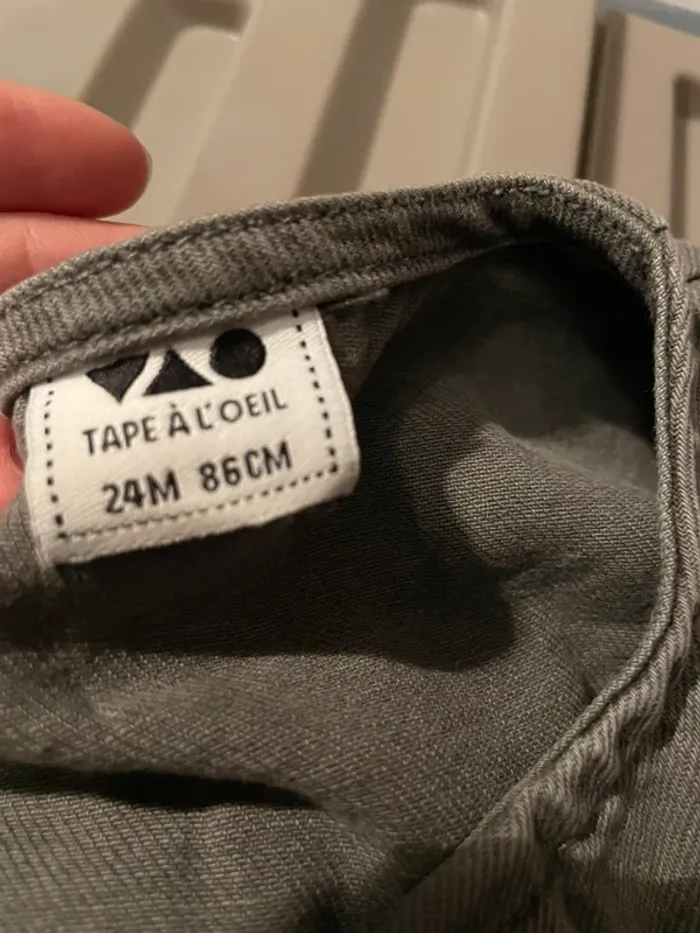 TAPE À L'OEIL
24M 86CM